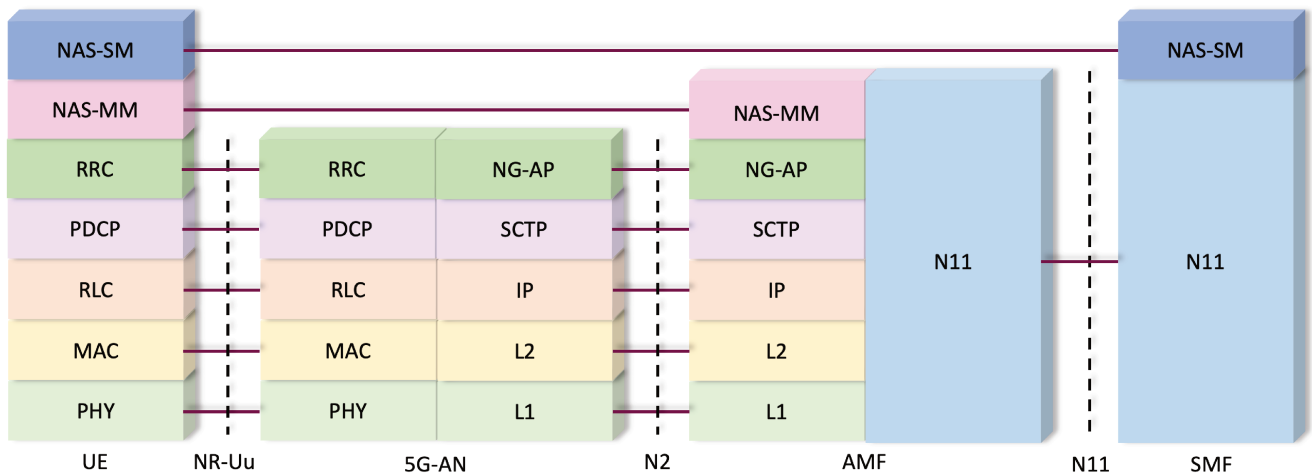 NAS-SM NAS-SM
NAS-MM NAS-MM
RRC RRC NG-AP NG-AP
PDCP PDCP SCTP SCTP
RLC RLC IP IP N11 N11
MAC MAC L2 L2
PHY PHY L1 L1
UE NR-Uu 5G-AN N2 AMF N11 SMF